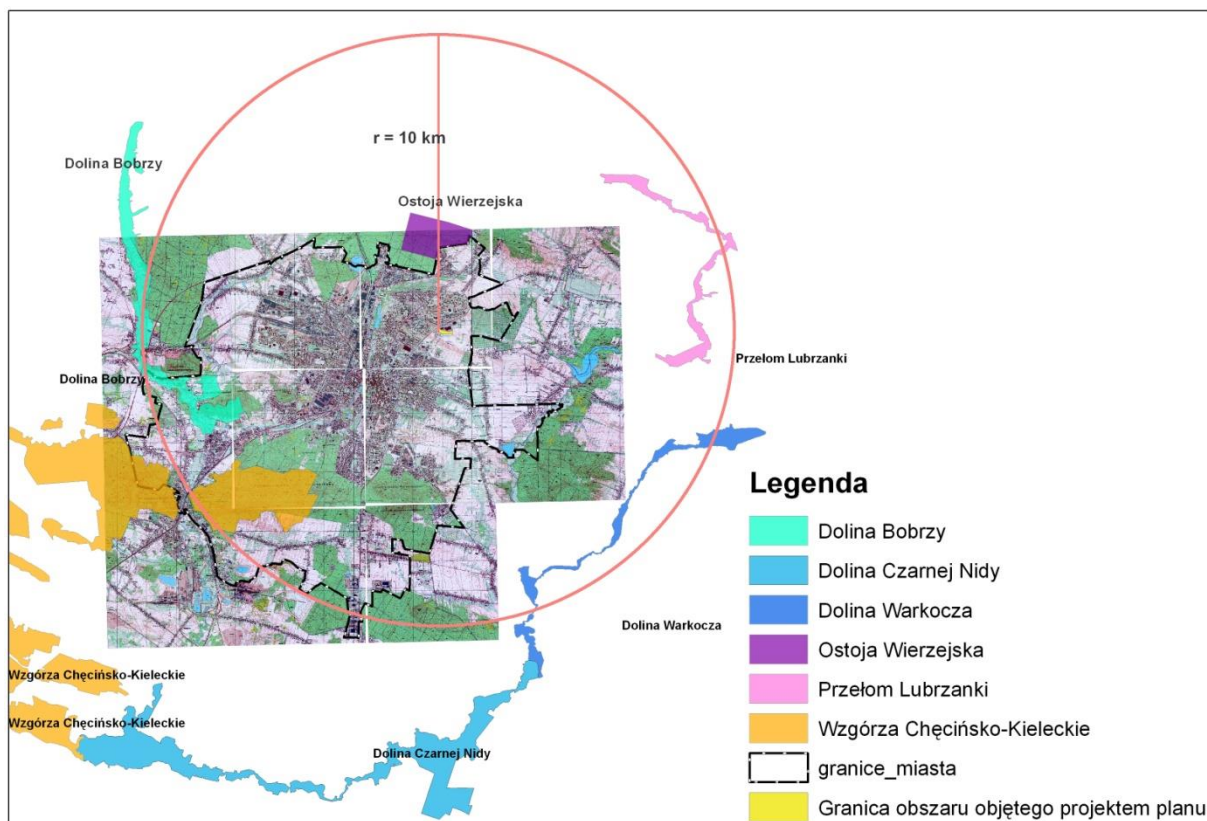 r = 10 km
Dolina Bobrzy
Ostoja Wierzejska
Przełom Lubrzanki
Dolina Bobrzy
Dolina Warkocza
Wzgórza Chęcińsko-Kieleckie
Wzgórza Chęcińsko-Kieleckie
Dolina Czarnej Nidy
Legenda
Dolina Bobrzy
Dolina Czarnej Nidy
Dolina Warkocza
Ostoja Wierzejska
Przełom Lubrzanki
Wzgórza Chęcińsko-Kieleckie
granice_miasta
Granica obszaru objętego projektem planu